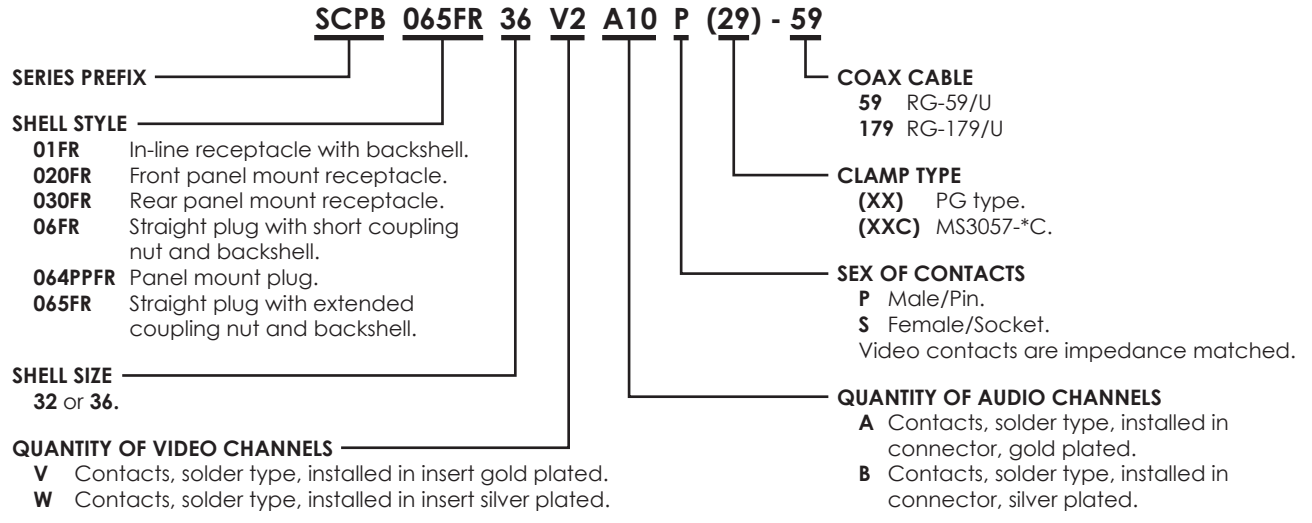 SCPB 065FR 36 V2 A10 P (29) - 59
SERIES PREFIX
SHELL STYLE
01FR In-line receptacle with backshell.
020FR Front panel mount receptacle.
030FR Rear panel mount receptacle.
06FR Straight plug with short coupling
nut and backshell.
064PPFR Panel mount plug.
065FR Straight plug with extended
coupling nut and backshell.
SHELL SIZE
32 or 36.
QUANTITY OF VIDEO CHANNELS
V Contacts, solder type, installed in insert gold plated.
W Contacts, solder type, installed in insert silver plated.
COAX CABLE
59 RG-59/U
179 RG-179/U
CLAMP TYPE
(XX) PG type.
(XXC) MS3057-*C.
SEX OF CONTACTS
P Male/Pin.
S Female/Socket.
Video contacts are impedance matched.
QUANTITY OF AUDIO CHANNELS
A Contacts, solder type, installed in
connector, gold plated.
B Contacts, solder type, installed in
connector, silver plated.